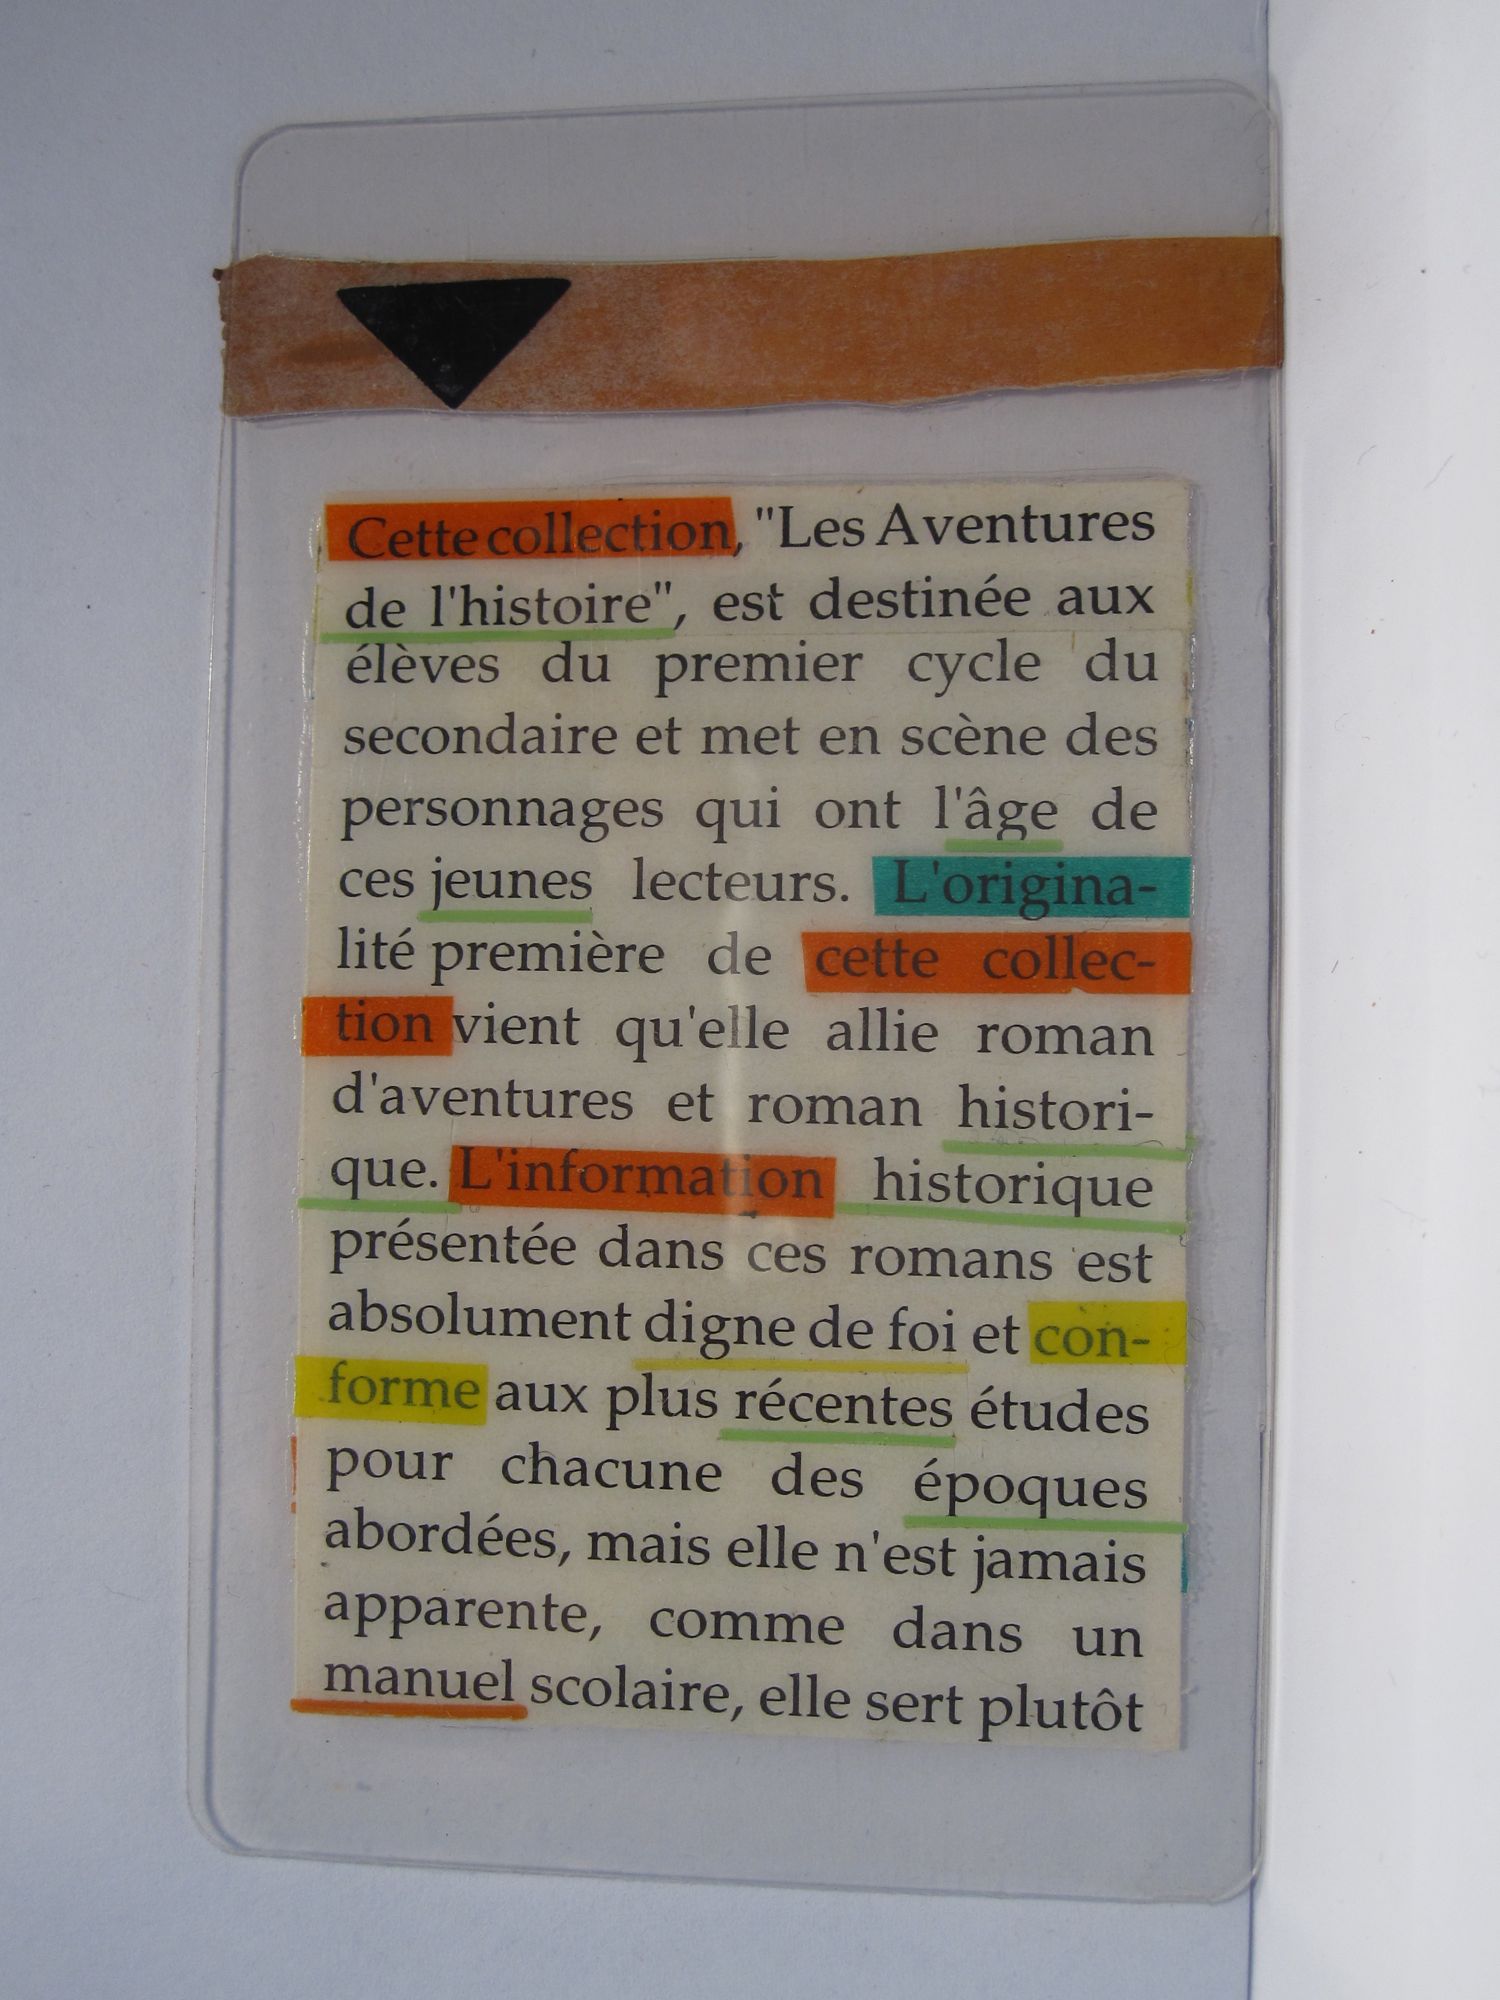 Cette collection, "Les Aventures
de l'histoire", est destinée aux
élèves du premier cycle du
secondaire et met en scène des
personnages qui ont l'âge de
ces jeunes lecteurs. L'origina-
lité première de cette collec-
tion vient qu'elle allie roman
d'aventures et roman histori-
que. L'information historique
présentée dans ces romans est
absolument digne de foi et con-
forme aux plus récentes études
pour chacune des époques
abordées, mais elle n'est jamais
apparente, comme dans un
manuel scolaire, elle sert plutôt